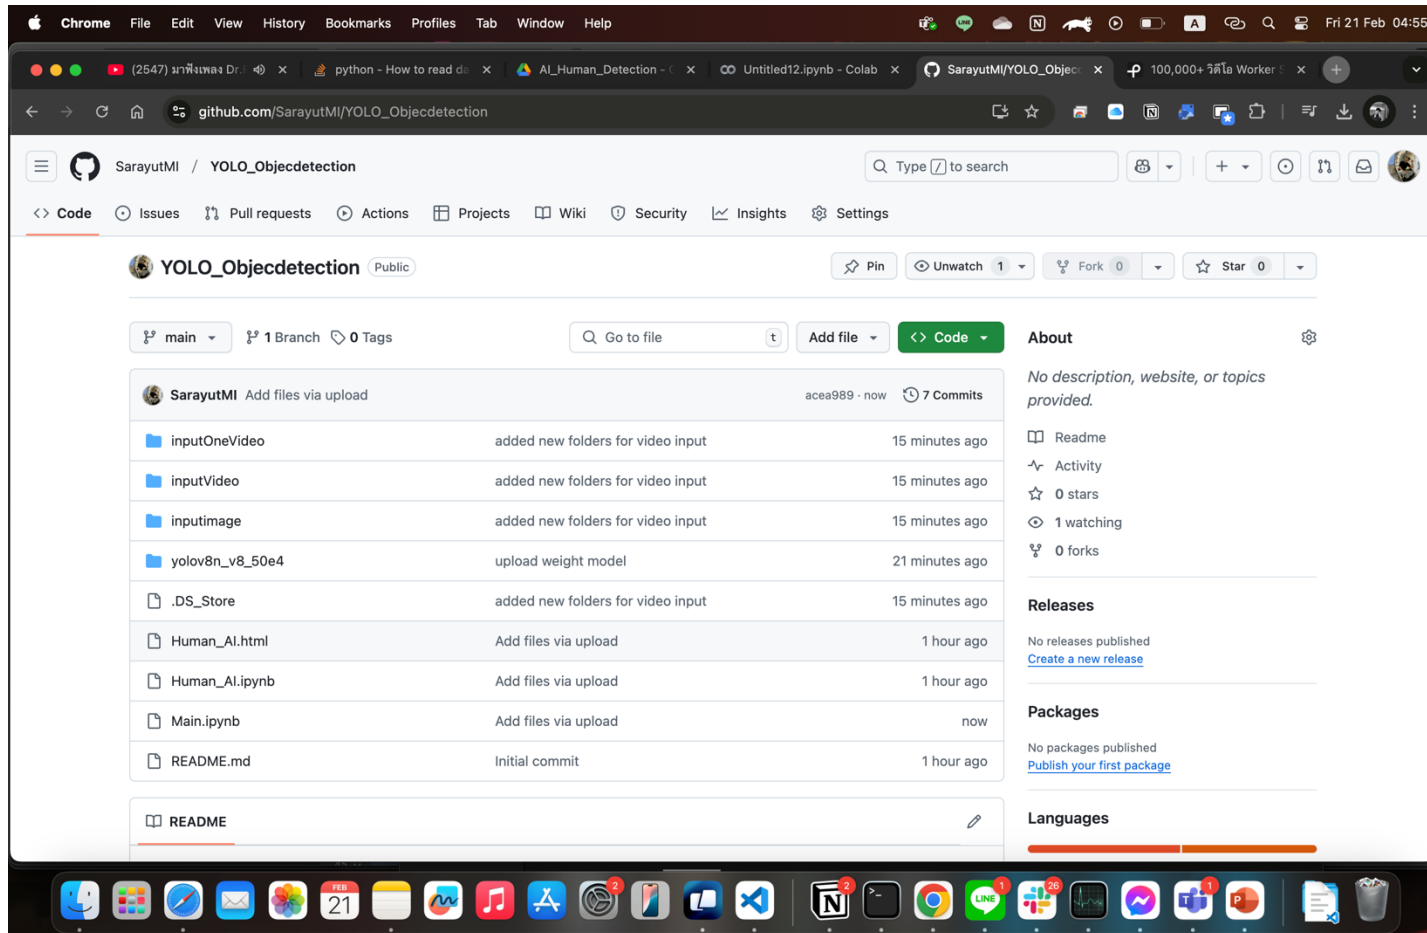 Chrome File Edit View History Bookmarks Profiles Tab Window Help Fri 21 Feb 04:55
(2547) มาฟังเพลง Dr. python - How to read da AI_Human_Detection - Untitled12.ipynb - Colab SarayutMI/YOLO_Objec 100,000+ วิดีโอ Worker
github.com/SarayutMI/YOLO_Objecdetection
SarayutMI / YOLO_Objecdetection Type / to search
Code Issues Pull requests Actions Projects Wiki Security Insights Settings
YOLO_Objecdetection Public Pin Unwatch 1 Fork 0 Star 0
main 1 Branch 0 Tags Go to file t Add file Code About
No description, website, or topics
provided.
SarayutMI Add files via upload acea989 · now 7 Commits
inputOneVideo added new folders for video input 15 minutes ago
Readme
inputVideo added new folders for video input 15 minutes ago
Activity
0 stars
inputimage added new folders for video input 15 minutes ago
1 watching
0 forks
yolov8n_v8_50e4 upload weight model 21 minutes ago
.DS_Store added new folders for video input 15 minutes ago
Releases
Human_AI.html Add files via upload 1 hour ago
No releases published
Create a new release
Human_AI.ipynb Add files via upload 1 hour ago
Main.ipynb Add files via upload now
Packages
No packages published
Publish your first package
README.md Initial commit 1 hour ago
README
Languages
FEB
21
2
2
1
26
1
LINE